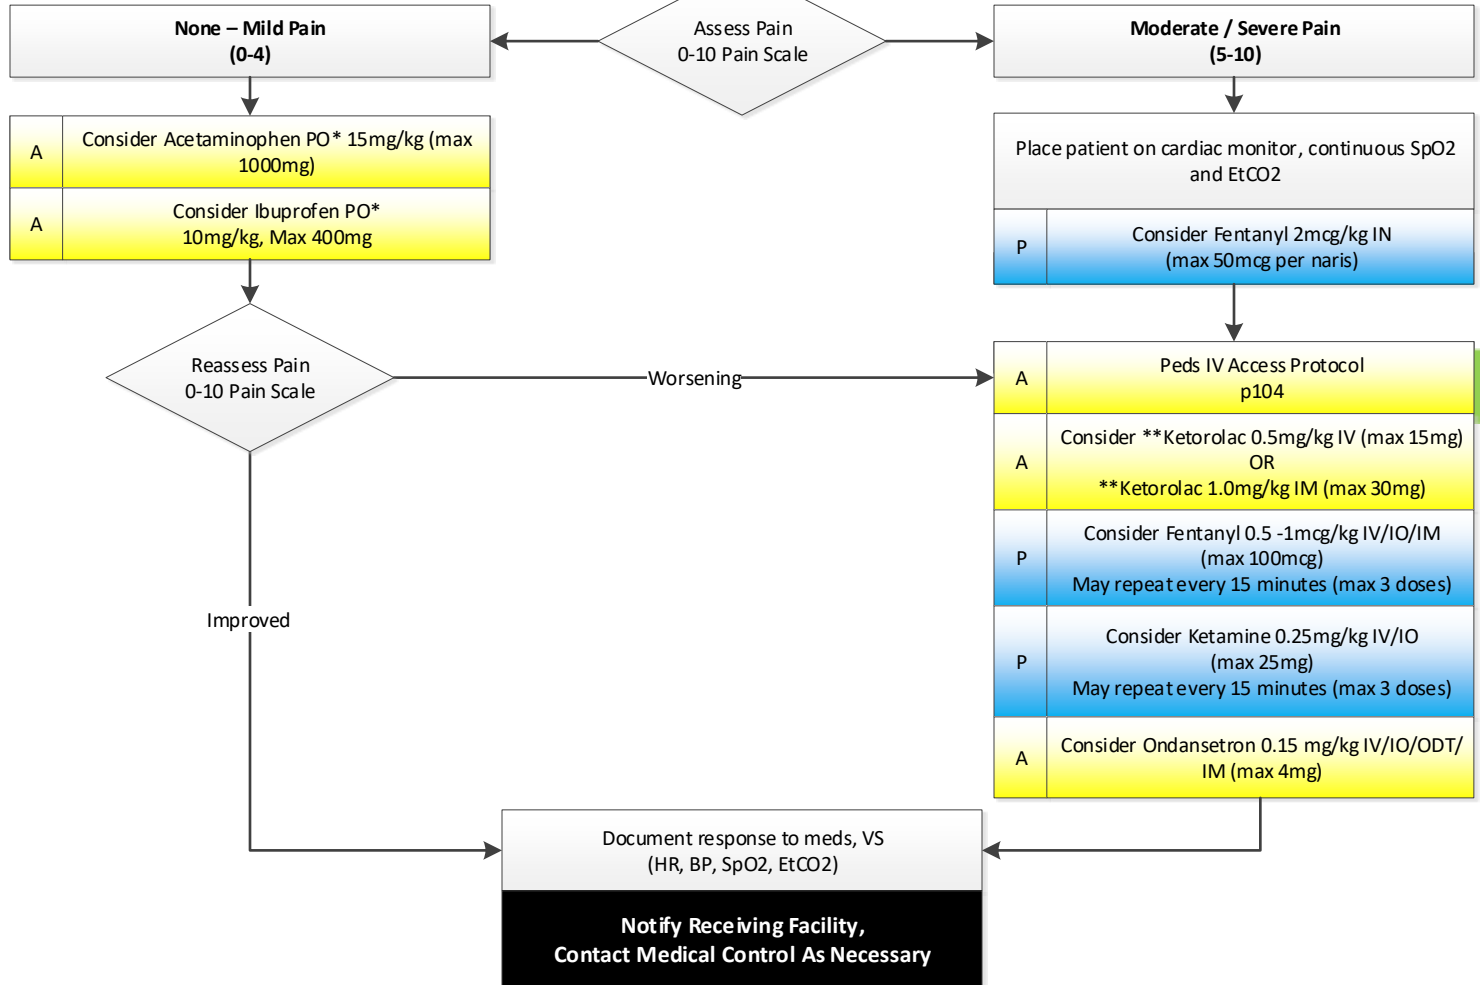 Assess Pain
0-10 Pain Scale
None – Mild Pain
(0-4)
A
Consider Acetaminophen PO* 15mg/kg (max
1000mg)
A
Consider Ibuprofen PO*
10mg/kg, Max 400mg
Reassess Pain
0-10 Pain Scale
Worsening
Improved
Moderate / Severe Pain
(5-10)
Place patient on cardiac monitor, continuous SpO2
and EtCO2
P
Consider Fentanyl 2mcg/kg IN
(max 50mcg per naris)
A
Peds IV Access Protocol
p104
A
Consider **Ketorolac 0.5mg/kg IV (max 15mg)
OR
**Ketorolac 1.0mg/kg IM (max 30mg)
P
Consider Fentanyl 0.5 -1mcg/kg IV/IO/IM
(max 100mcg)
May repeat every 15 minutes (max 3 doses)
P
Consider Ketamine 0.25mg/kg IV/IO
(max 25mg)
May repeat every 15 minutes (max 3 doses)
A
Consider Ondansetron 0.15 mg/kg IV/IO/ODT/
IM (max 4mg)
Document response to meds, VS
(HR, BP, SpO2, EtCO2)
Notify Receiving Facility,
Contact Medical Control As Necessary